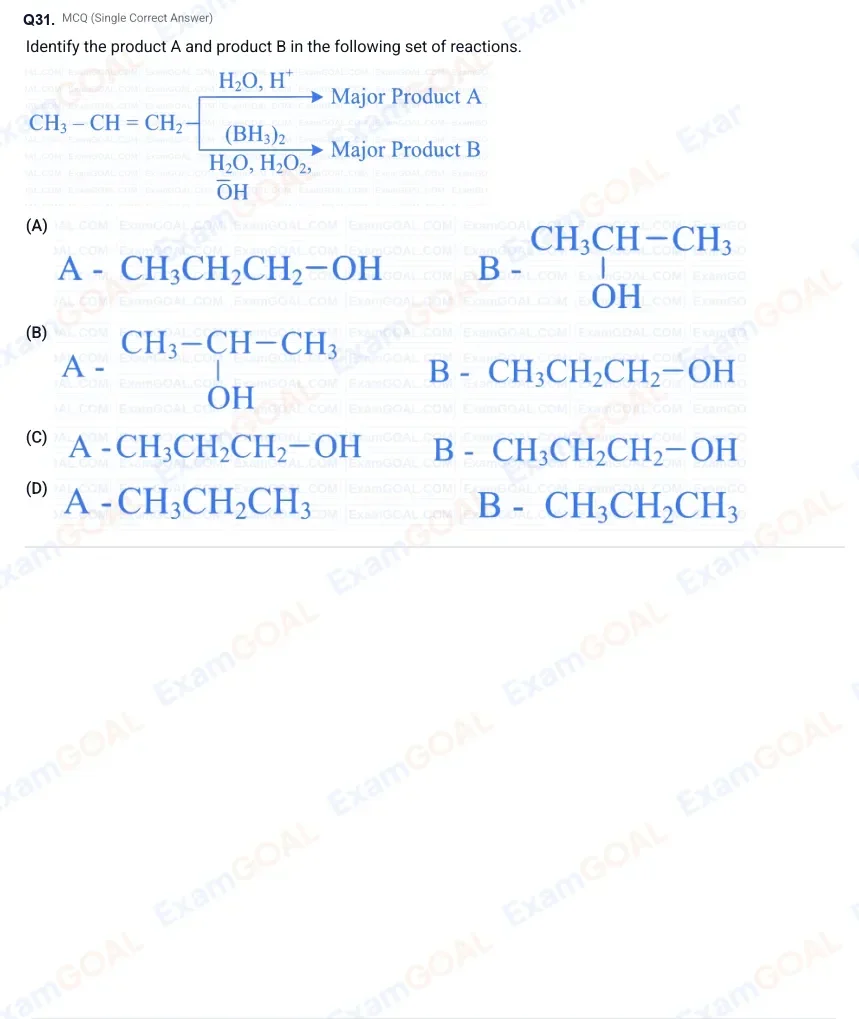 Q31. MCQ (Single Correct Answer)
Identify the product A and product B in the following set of reactions.
H₂O, H⁺
Major Product A
CH₃ – CH = CH₂
(BH₃)₂
Major Product B
H₂O, H₂O₂,
O̅H
(A)
A - CH₃CH₂CH₂–OH
B - CH₃CH–CH₃
|
OH
(B)
A - CH₃–CH–CH₃
|
OH
B - CH₃CH₂CH₂–OH
(C) A -CH₃CH₂CH₂–OH B - CH₃CH₂CH₂–OH
(D) A -CH₃CH₂CH₃ B - CH₃CH₂CH₃
ExamGOAL